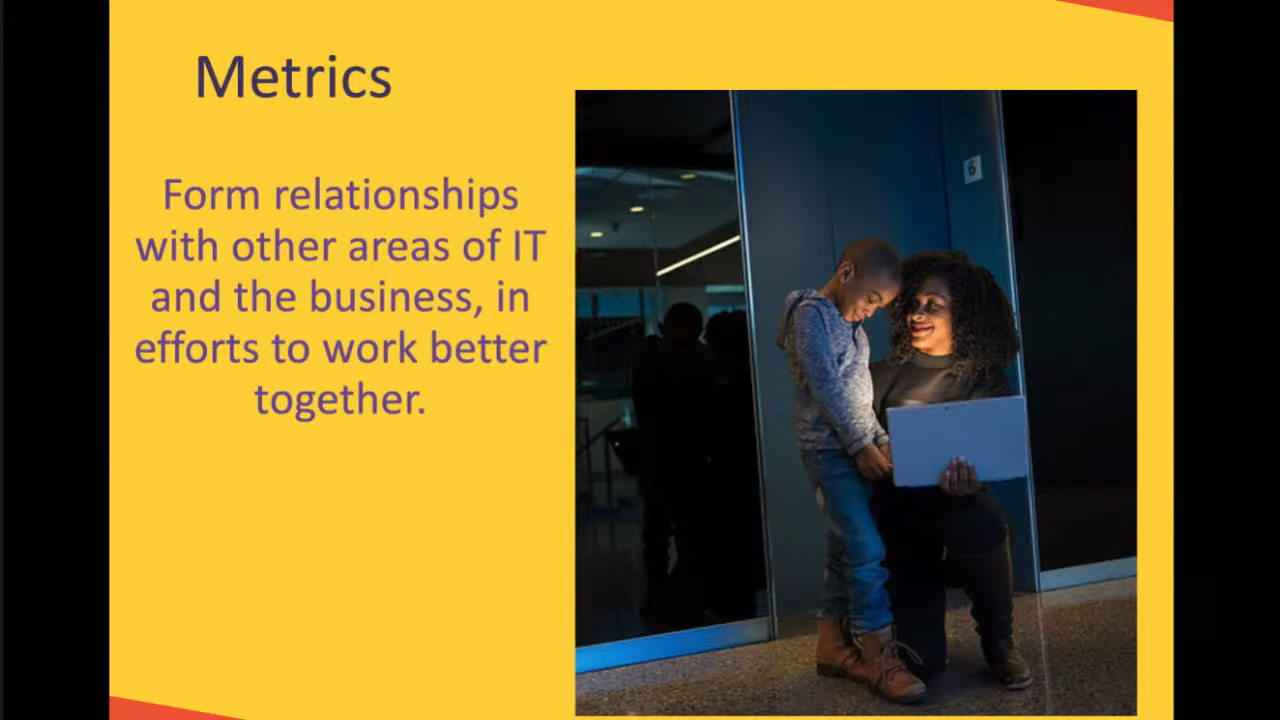 Metrics
Form relationships
with other areas of IT
and the business, in
efforts to work better
together.
6